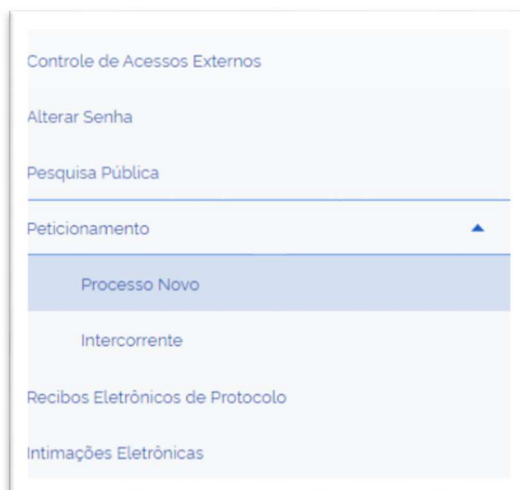 Controle de Acessos Externos
Alterar Senha
Pesquisa Pública
Peticionamento
Processo Novo
Intercorrente
Recibos Eletrônicos de Protocolo
Intimações Eletrônicas